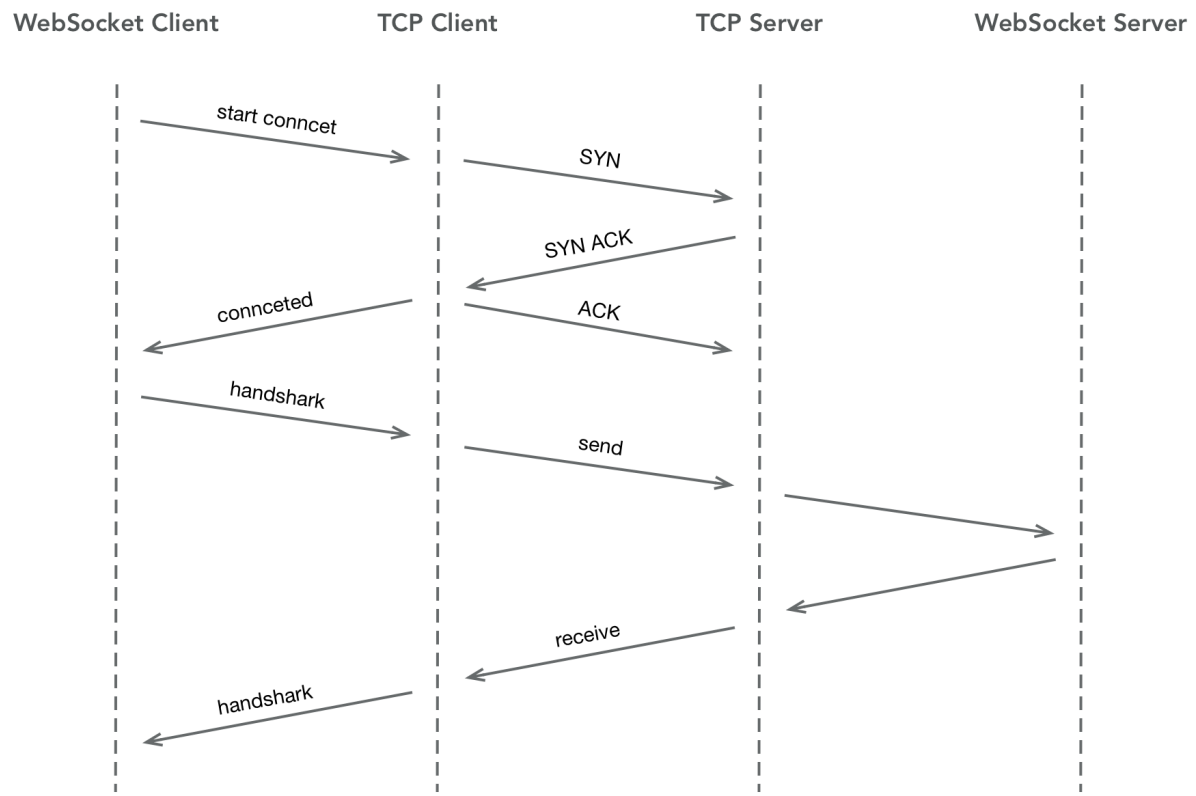 WebSocket Client
TCP Client
TCP Server
WebSocket Server
start conncet
SYN
SYN ACK
connceted
ACK
handshark
send
receive
handshark